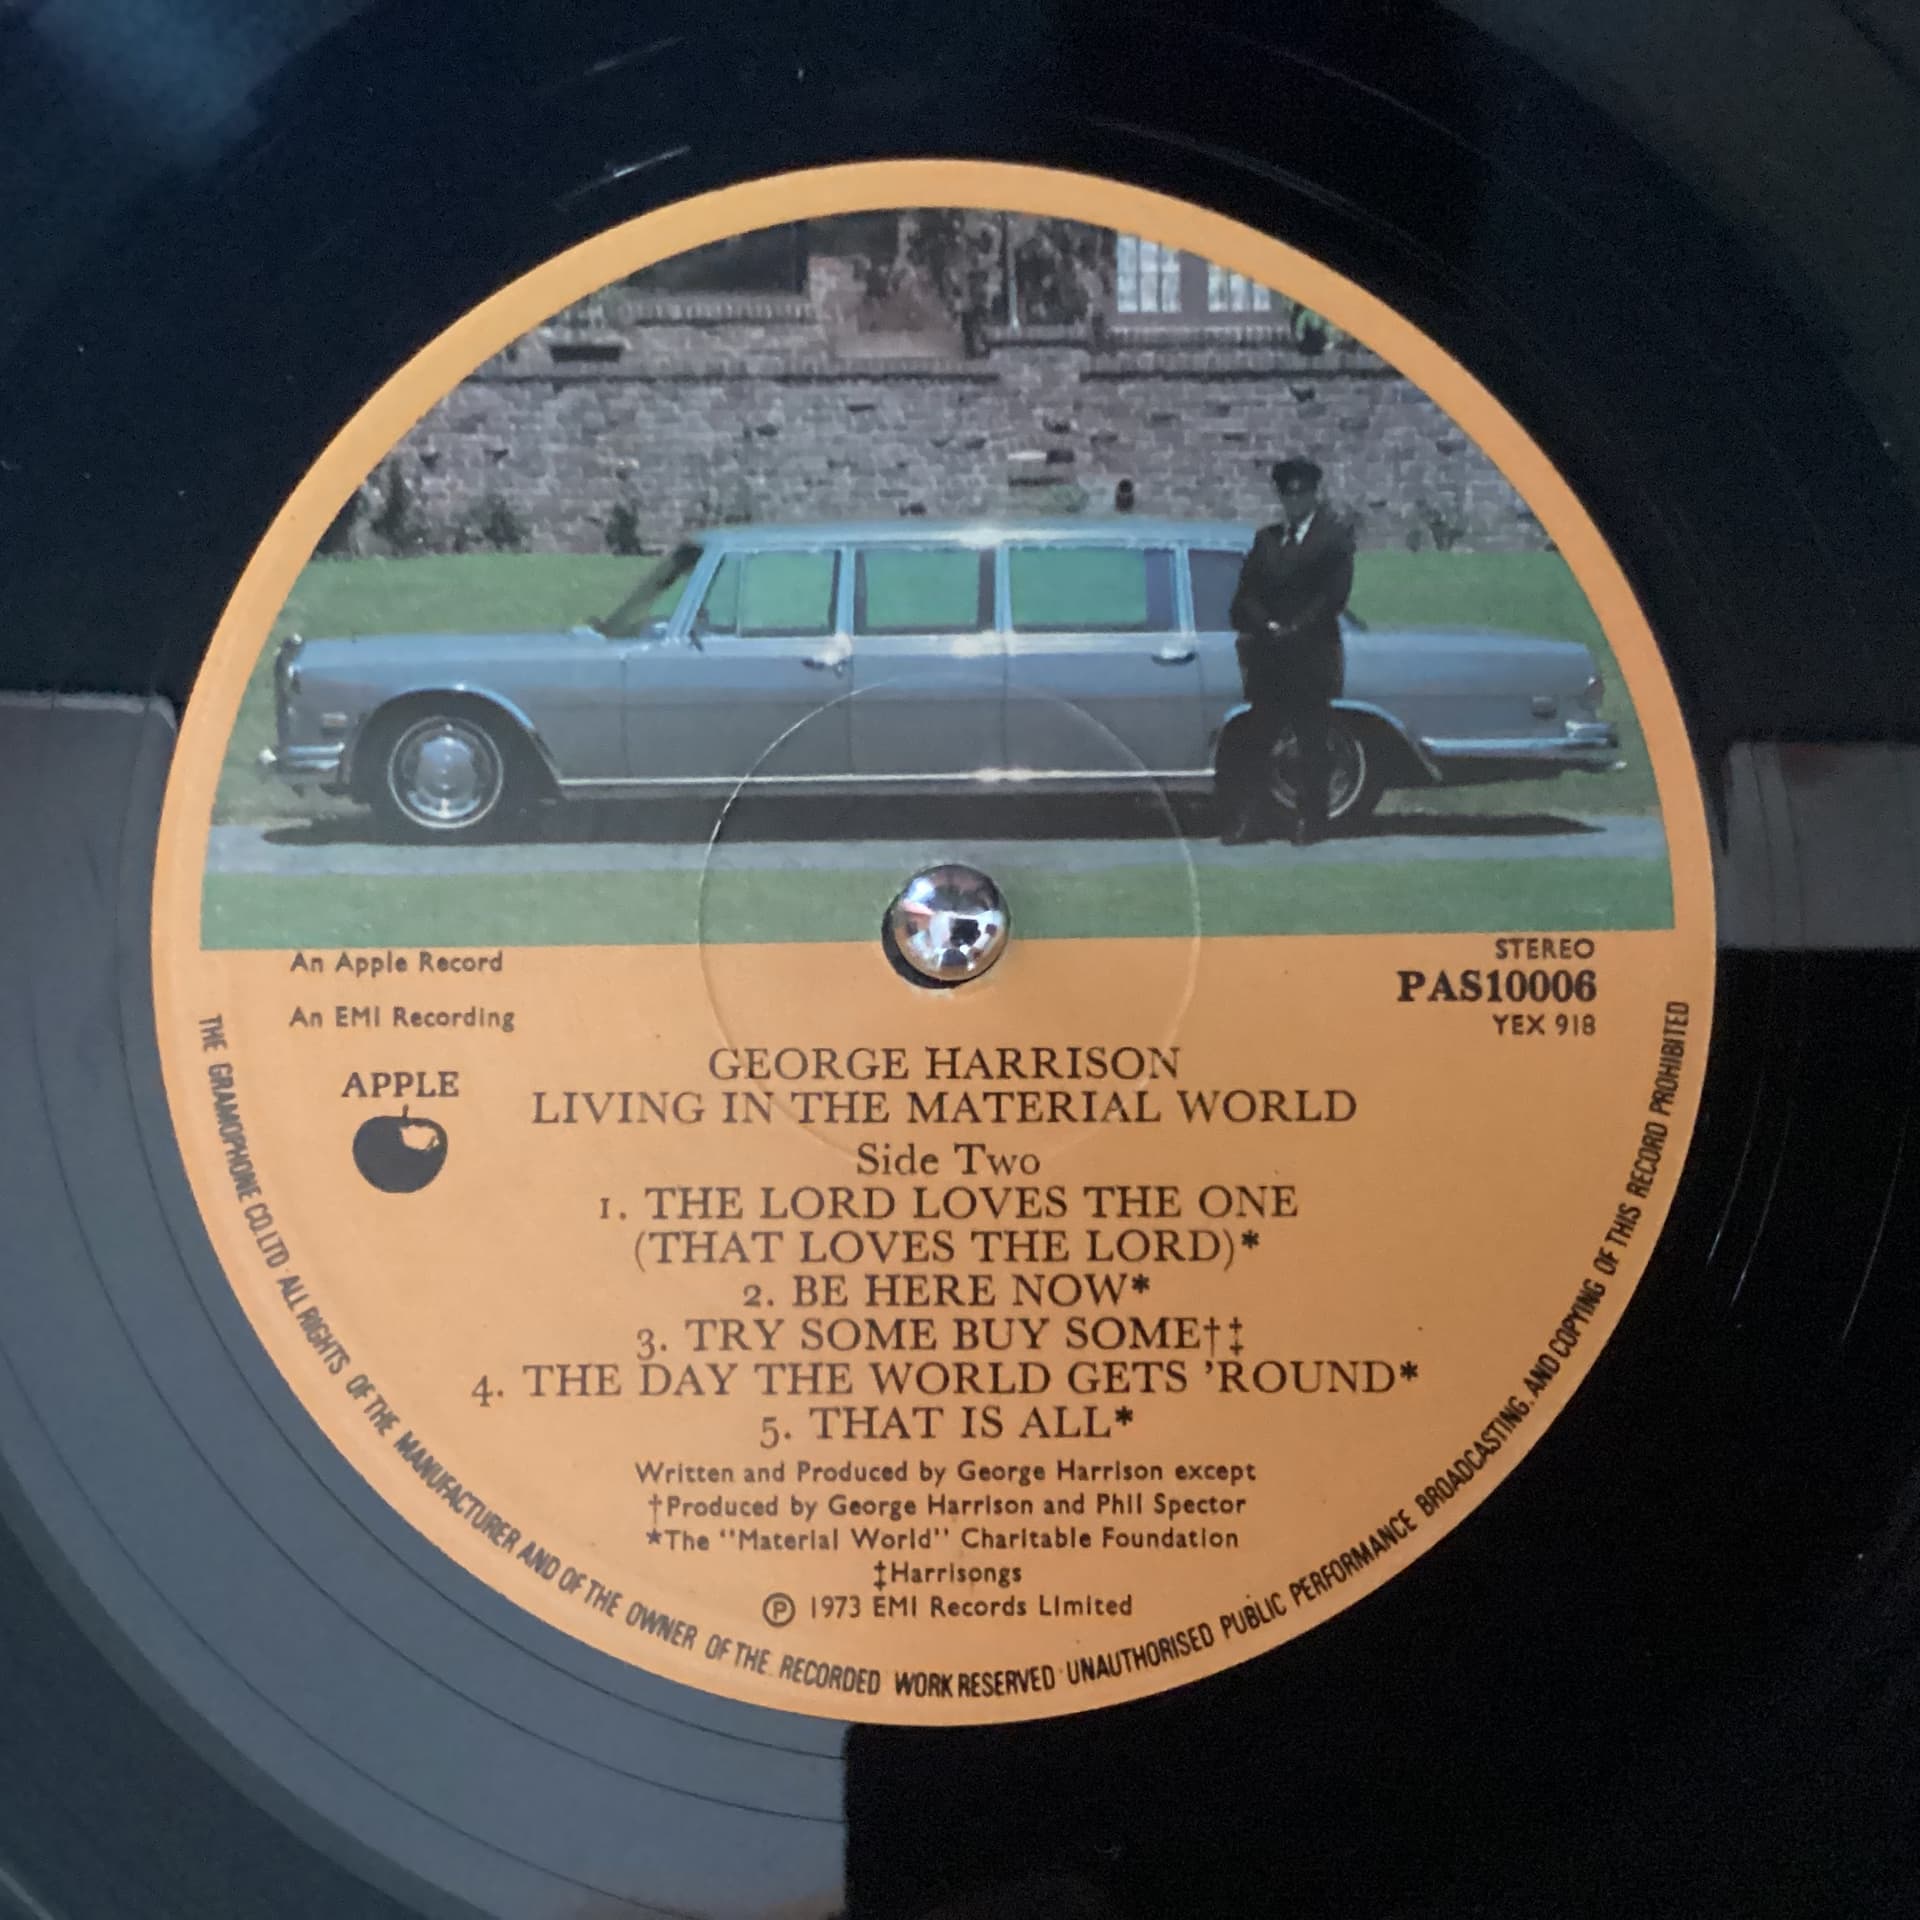 An Apple Record
An EMI Recording
APPLE
STEREO
PAS10006
YEX 918
GEORGE HARRISON
LIVING IN THE MATERIAL WORLD
Side Two
1. THE LORD LOVES THE ONE
(THAT LOVES THE LORD)*
2. BE HERE NOW*
3. TRY SOME BUY SOME†‡
4. THE DAY THE WORLD GETS 'ROUND*
5. THAT IS ALL*
Written and Produced by George Harrison except
†Produced by George Harrison and Phil Spector
*The "Material World" Charitable Foundation
‡Harrisongs
Ⓟ 1973 EMI Records Limited
THE GRAMOPHONE CO. LTD · ALL RIGHTS OF THE MANUFACTURER AND OF THE OWNER OF THE RECORDED WORK RESERVED · UNAUTHORISED PUBLIC PERFORMANCE BROADCASTING. AND COPYING OF THIS RECORD PROHIBITED